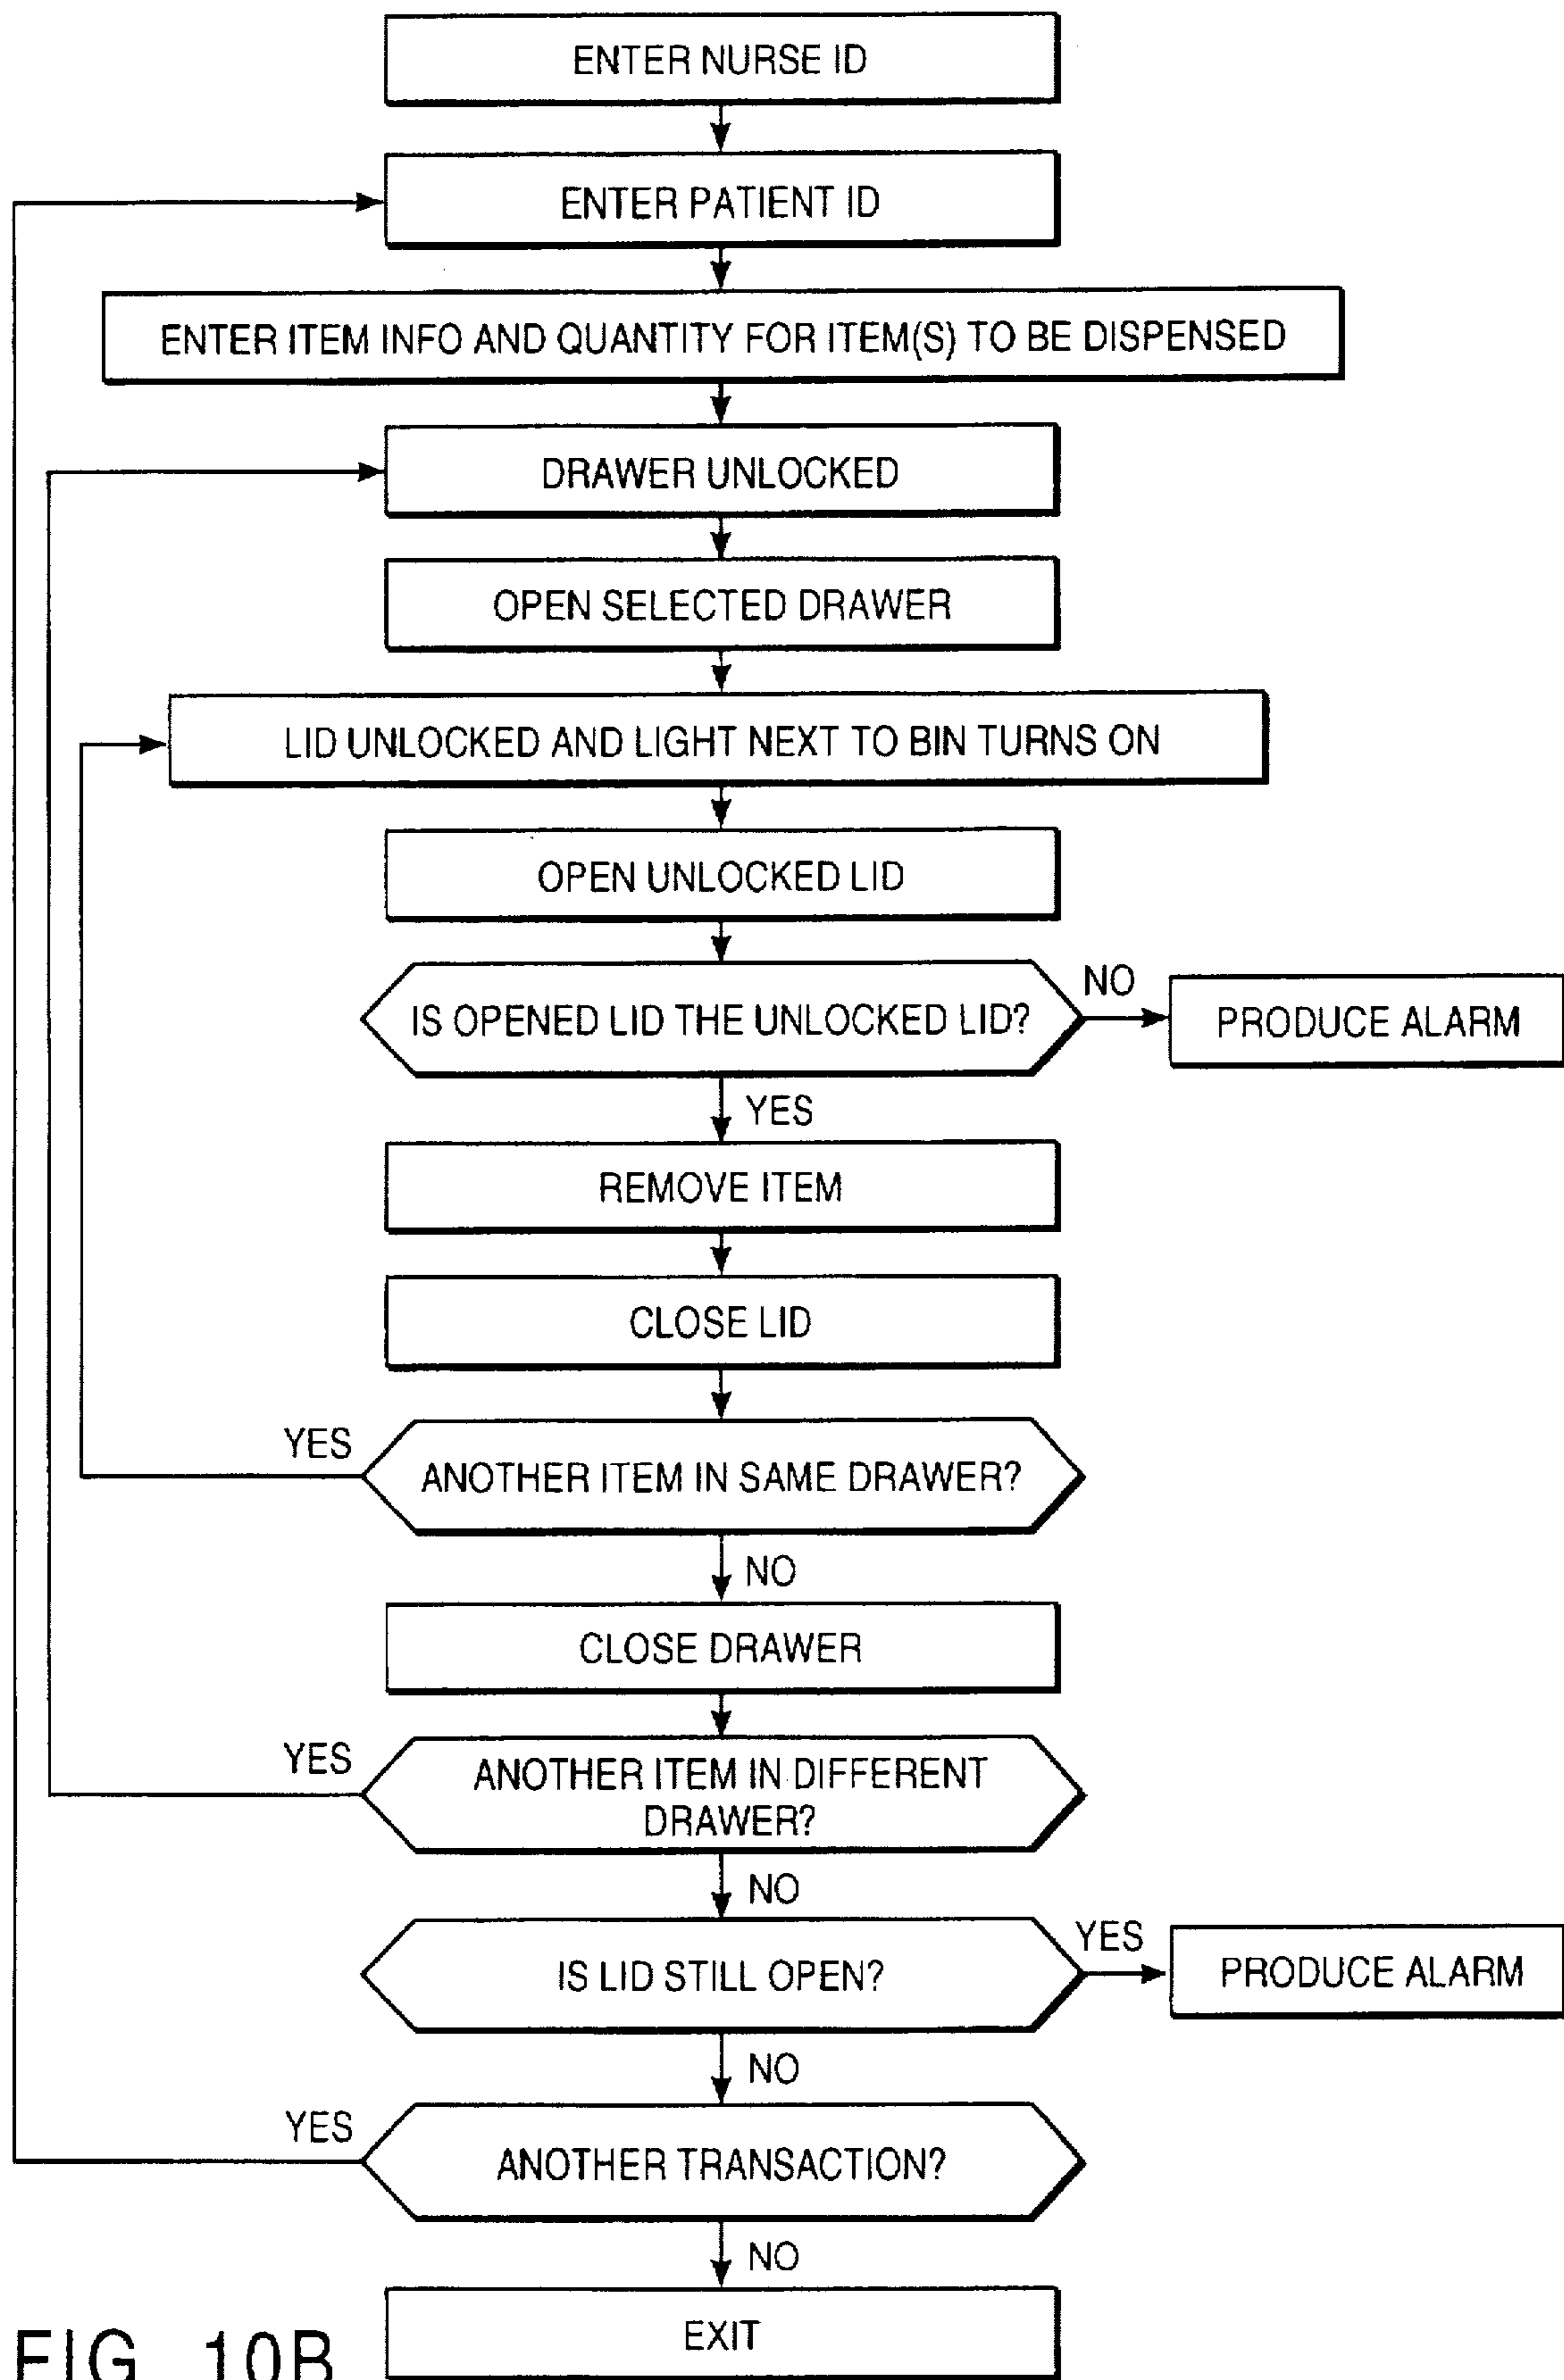 ENTER NURSE ID
ENTER PATIENT ID
ENTER ITEM INFO AND QUANTITY FOR ITEM(S) TO BE DISPENSED
DRAWER UNLOCKED
OPEN SELECTED DRAWER
LID UNLOCKED AND LIGHT NEXT TO BIN TURNS ON
OPEN UNLOCKED LID
IS OPENED LID THE UNLOCKED LID?
NO
PRODUCE ALARM
YES
REMOVE ITEM
CLOSE LID
YES
ANOTHER ITEM IN SAME DRAWER?
NO
CLOSE DRAWER
YES
ANOTHER ITEM IN DIFFERENT
DRAWER?
NO
IS LID STILL OPEN?
YES
PRODUCE ALARM
NO
YES
ANOTHER TRANSACTION?
NO
EXIT
FIG. 10B